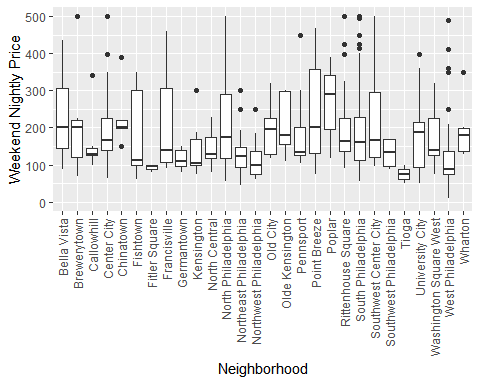 Weekend Nightly Price
500
400
300
200
100
0
Bella Vista
Brewerytown
Callowhill
Center City
Chinatown
Fishtown
Fitler Square
Francisville
Germantown
Kensington
North Central
North Philadelphia
Northeast Philadelphia
Northwest Philadelphia
Old City
Olde Kensington
Pennsport
Point Breeze
Poplar
Rittenhouse Square
South Philadelphia
Southwest Center City
Southwest Philadelphia
Tioga
University City
Washington Square West
West Philadelphia
Wharton
Neighborhood